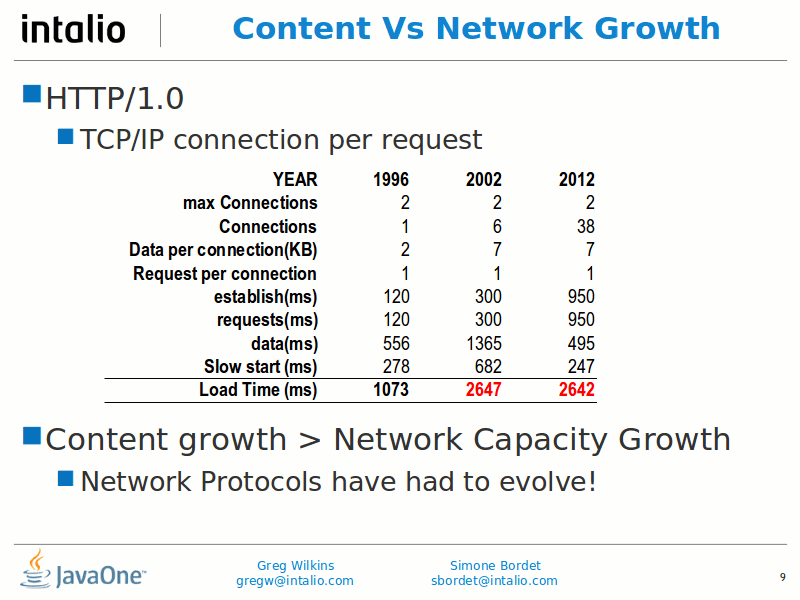 intalio
Content Vs Network Growth
HTTP/1.0
TCP/IP connection per request
YEAR 1996 2002 2012
max Connections 2 2 2
Connections 1 6 38
Data per connection(KB) 2 7 7
Request per connection 1 1 1
establish(ms) 120 300 950
requests(ms) 120 300 950
data(ms) 556 1365 495
Slow start (ms) 278 682 247
Load Time (ms) 1073 2647 2642
Content growth > Network Capacity Growth
Network Protocols have had to evolve!
JavaOne™
Greg Wilkins
gregw@intalio.com
Simone Bordet
sbordet@intalio.com
9